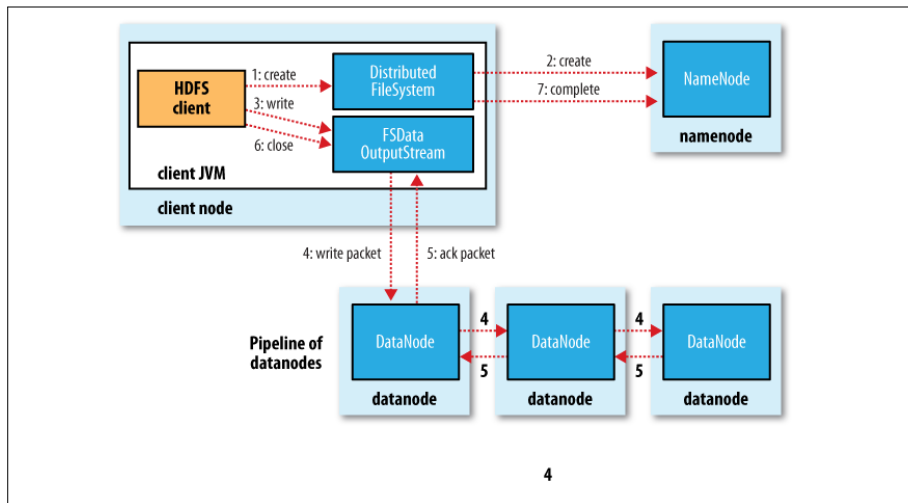 HDFS
client
1: create
3: write
6: close
Distributed
FileSystem
FSData
OutputStream
client JVM
client node
2: create
7: complete
NameNode
namenode
4: write packet
5: ack packet
Pipeline of
datanodes
DataNode
4
5
DataNode
4
5
DataNode
datanode
datanode
datanode
4